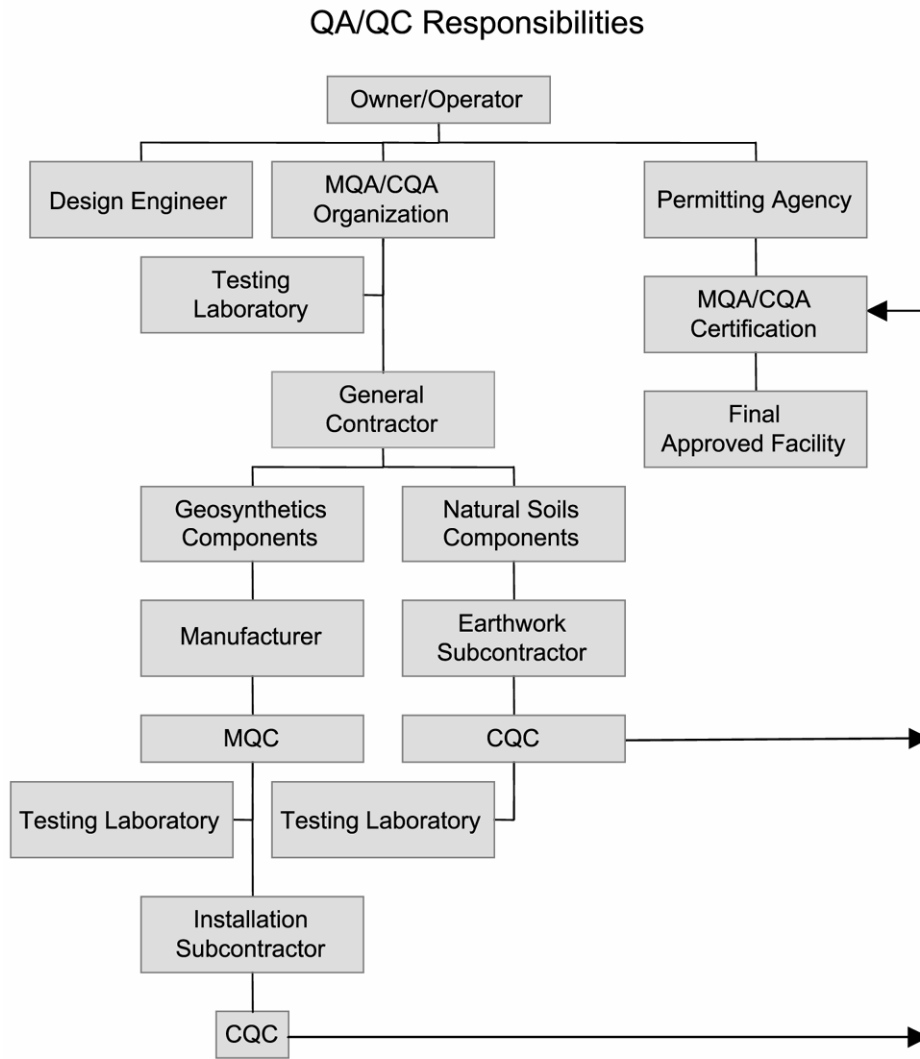 QA/QC Responsibilities
Owner/Operator
Design Engineer
MQA/CQA
Organization
Permitting Agency
Testing
Laboratory
MQA/CQA
Certification
General
Contractor
Final
Approved Facility
Geosynthetics
Components
Natural Soils
Components
Manufacturer
Earthwork
Subcontractor
MQC
CQC
Testing Laboratory
Testing Laboratory
Installation
Subcontractor
CQC